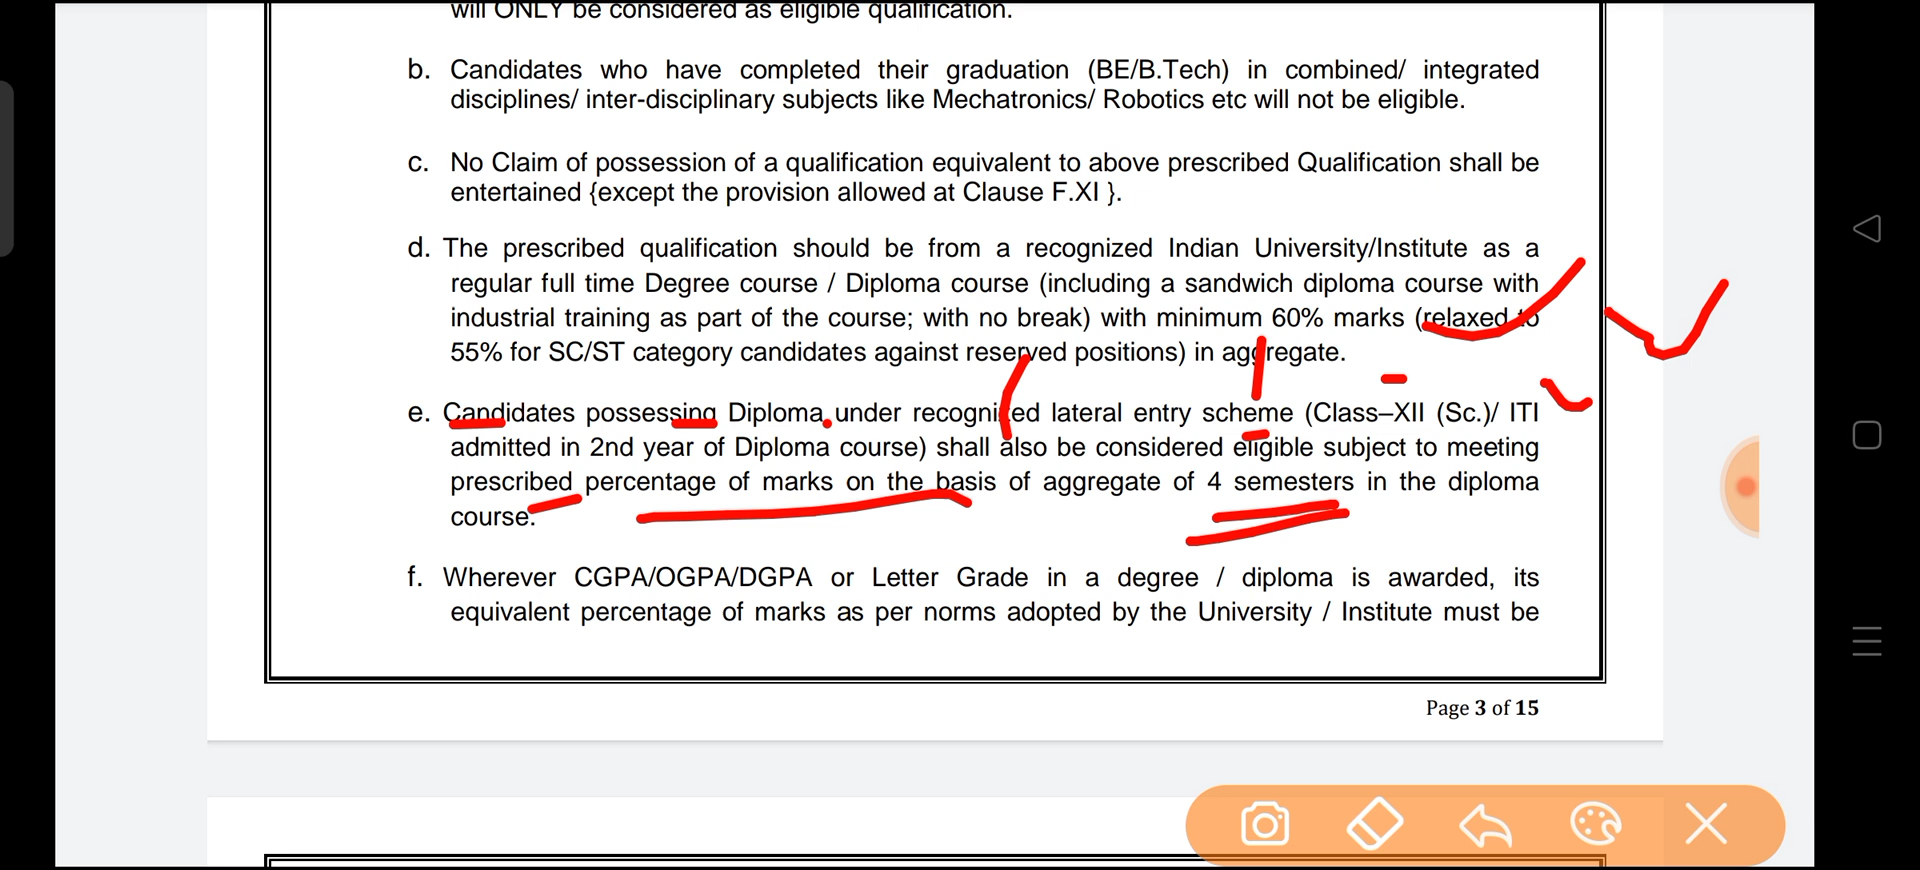 will ONLY be considered as eligible qualification.
b. Candidates who have completed their graduation (BE/B.Tech) in combined/ integrated
disciplines/ inter-disciplinary subjects like Mechatronics/ Robotics etc will not be eligible.
c. No Claim of possession of a qualification equivalent to above prescribed Qualification shall be
entertained {except the provision allowed at Clause F.XI }.
d. The prescribed qualification should be from a recognized Indian University/Institute as a
regular full time Degree course / Diploma course (including a sandwich diploma course with
industrial training as part of the course; with no break) with minimum 60% marks (relaxed to
55% for SC/ST category candidates against reserved positions) in aggregate.
e. Candidates possessing Diploma under recognized lateral entry scheme (Class–XII (Sc.)/ ITI
admitted in 2nd year of Diploma course) shall also be considered eligible subject to meeting
prescribed percentage of marks on the basis of aggregate of 4 semesters in the diploma
course.
f. Wherever CGPA/OGPA/DGPA or Letter Grade in a degree / diploma is awarded, its
equivalent percentage of marks as per norms adopted by the University / Institute must be
Page 3 of 15